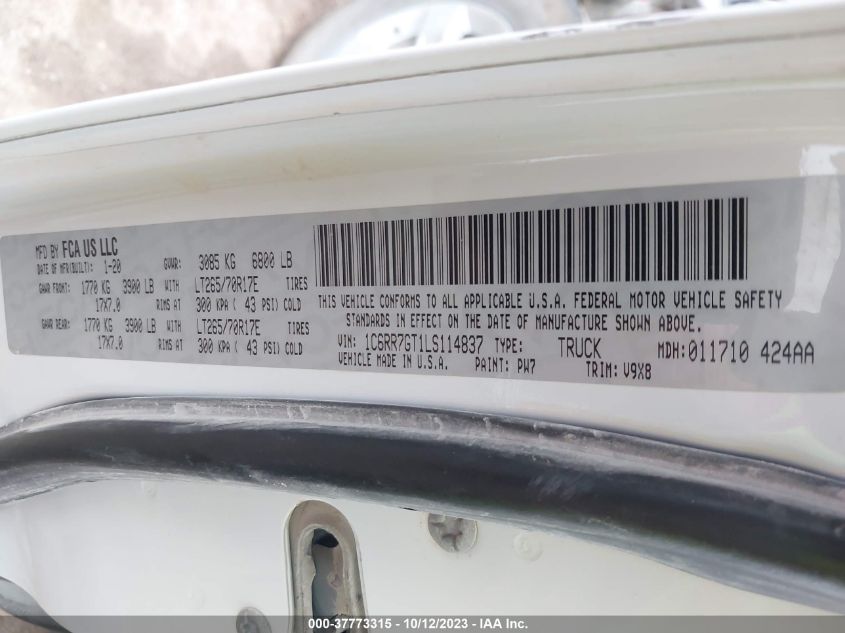 MFD BY FCA US LLC
DATE OF MFR(BUILT): 1-20 GVWR: 3085 KG 6800 LB
GAWR FRONT: 1770 KG 3900 LB WITH LT265/70R17E TIRES
17X7.0 RIMS AT 300 KPA ( 43 PSI) COLD
GAWR REAR: 1770 KG 3900 LB WITH LT265/70R17E TIRES
17X7.0 RIMS AT 300 KPA ( 43 PSI) COLD
THIS VEHICLE CONFORMS TO ALL APPLICABLE U.S.A. FEDERAL MOTOR VEHICLE SAFETY
STANDARDS IN EFFECT ON THE DATE OF MANUFACTURE SHOWN ABOVE.
VIN: 1C6RR7GT1LS114837 TYPE: TRUCK MDH: 011710 424AA
VEHICLE MADE IN U.S.A. PAINT: PW7 TRIM: V9X8
000-37773315 - 10/12/2023 - IAA Inc.